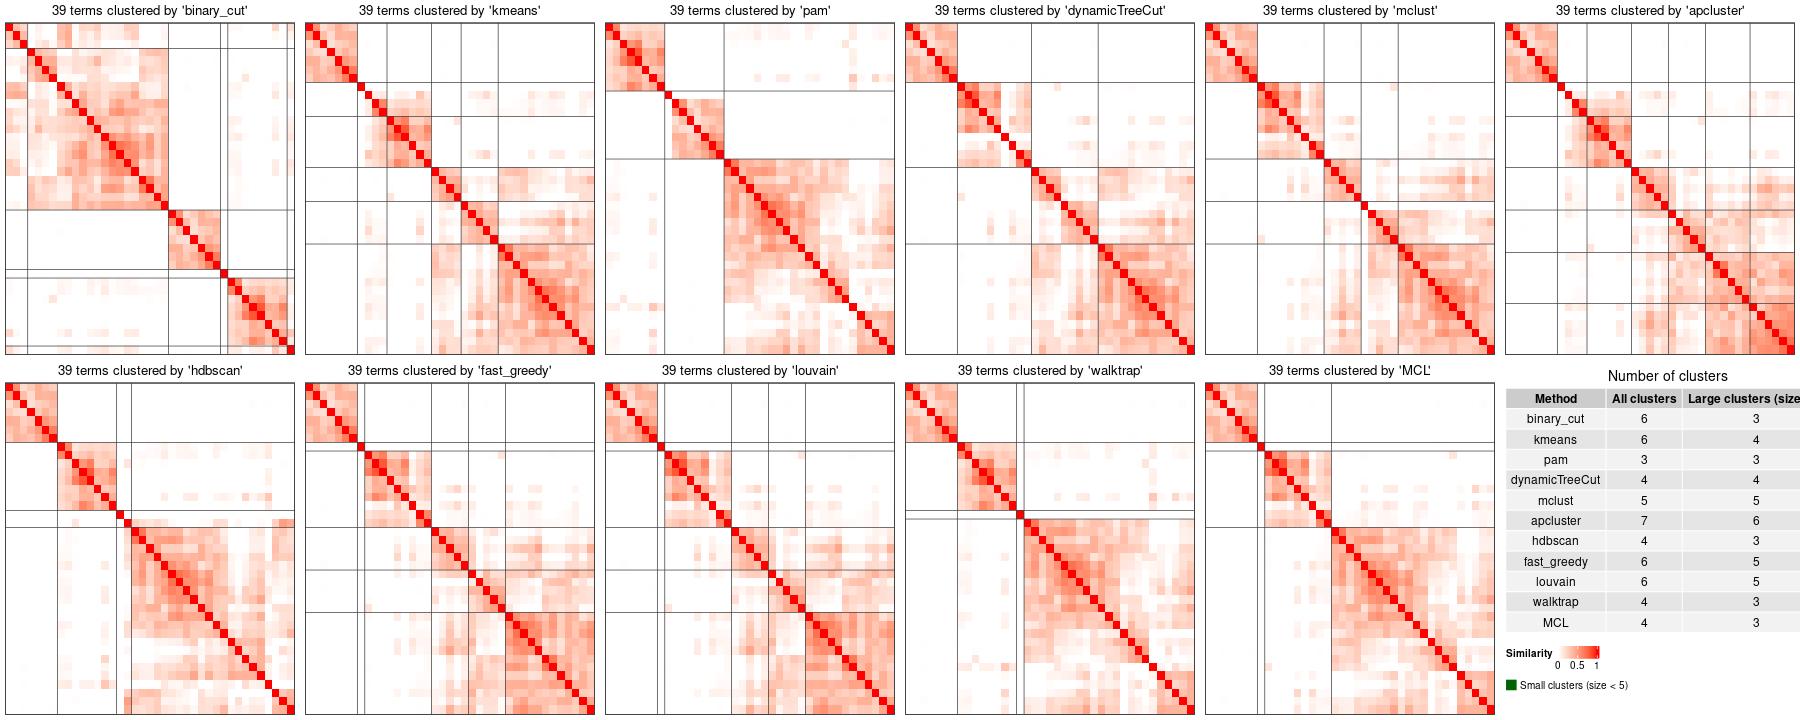 39 terms clustered by 'binary_cut'
39 terms clustered by 'kmeans'
39 terms clustered by 'pam'
39 terms clustered by 'dynamicTreeCut'
39 terms clustered by 'mclust'
39 terms clustered by 'apcluster'
39 terms clustered by 'hdbscan'
39 terms clustered by 'fast_greedy'
39 terms clustered by 'louvain'
39 terms clustered by 'walktrap'
39 terms clustered by 'MCL'
Number of clusters
Method All clusters Large clusters (size
binary_cut 6 3
kmeans 6 4
pam 3 3
dynamicTreeCut 4 4
mclust 5 5
apcluster 7 6
hdbscan 4 3
fast_greedy 6 5
louvain 6 5
walktrap 4 3
MCL 4 3
Similarity
0 0.5 1
Small clusters (size < 5)